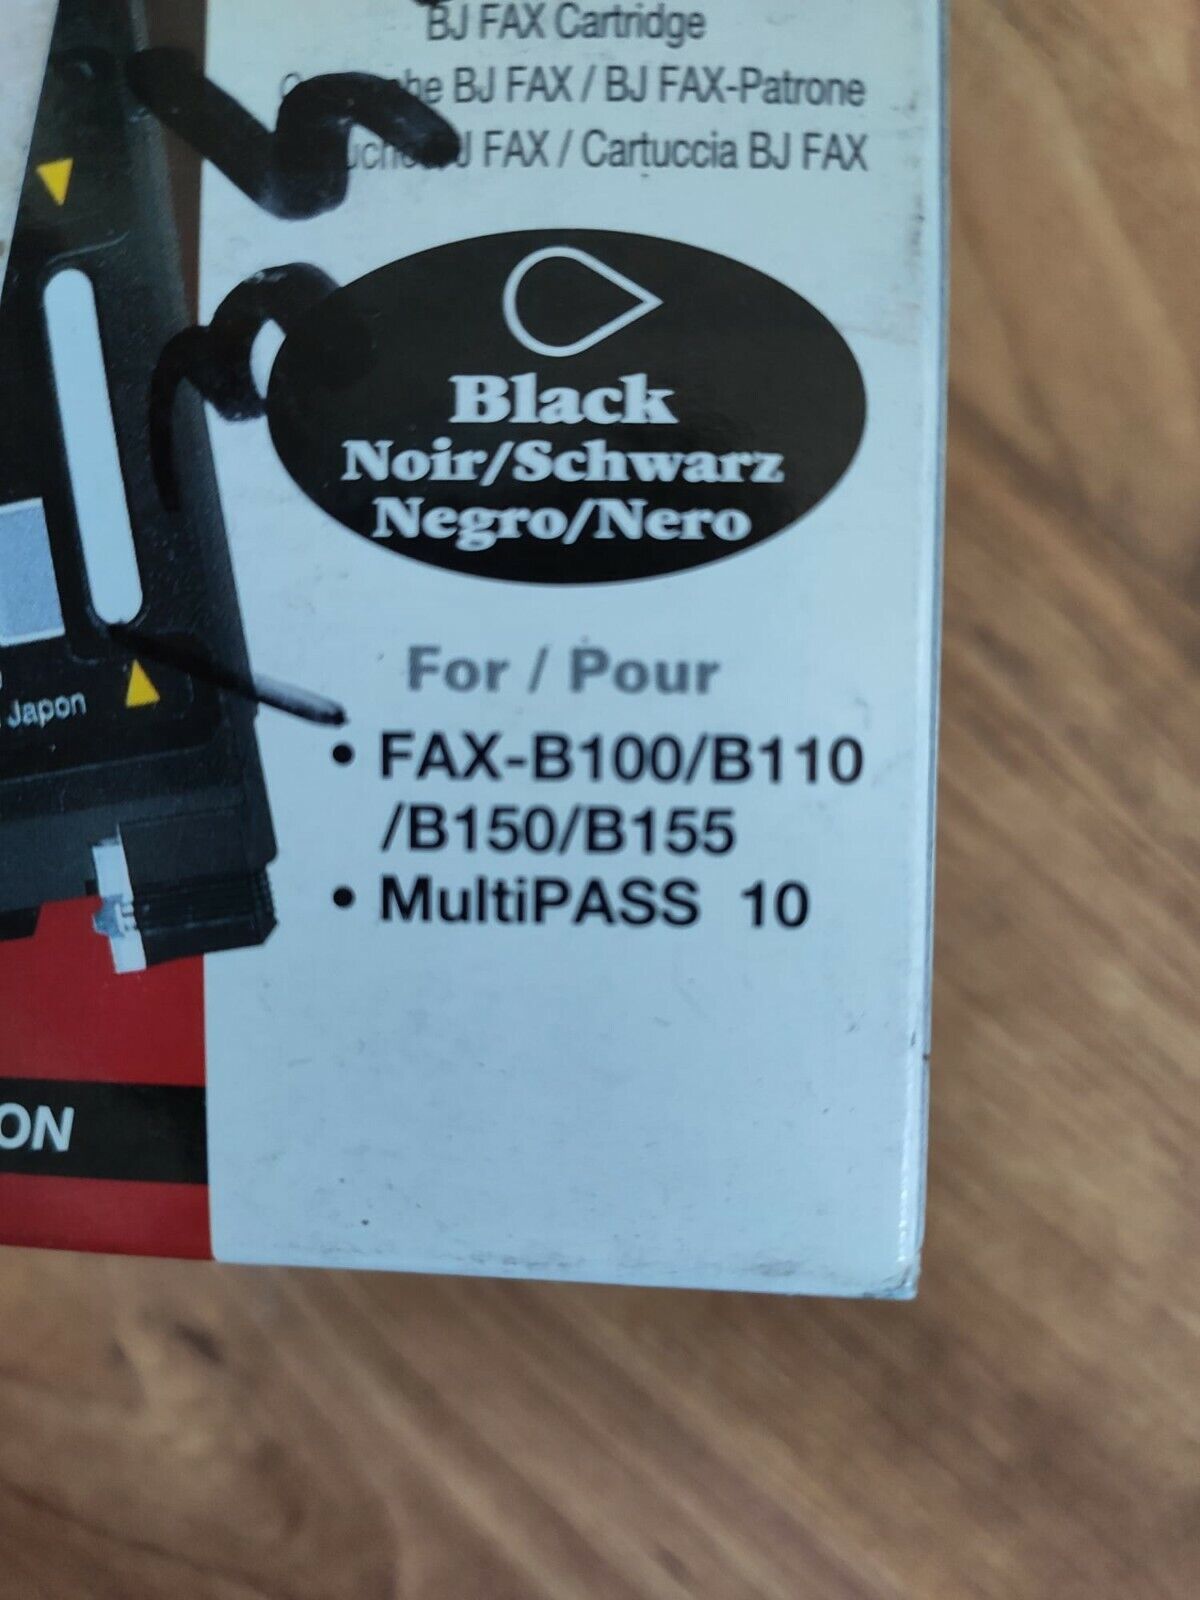 BJ FAX Cartridge
BJ FAX / BJ FAX-Patrone
BJ FAX / Cartuccia BJ FAX
Black
Noir/Schwarz
Negro/Nero
Japon
For / Pour
• FAX-B100/B110
/B150/B155
• MultiPASS 10
ON